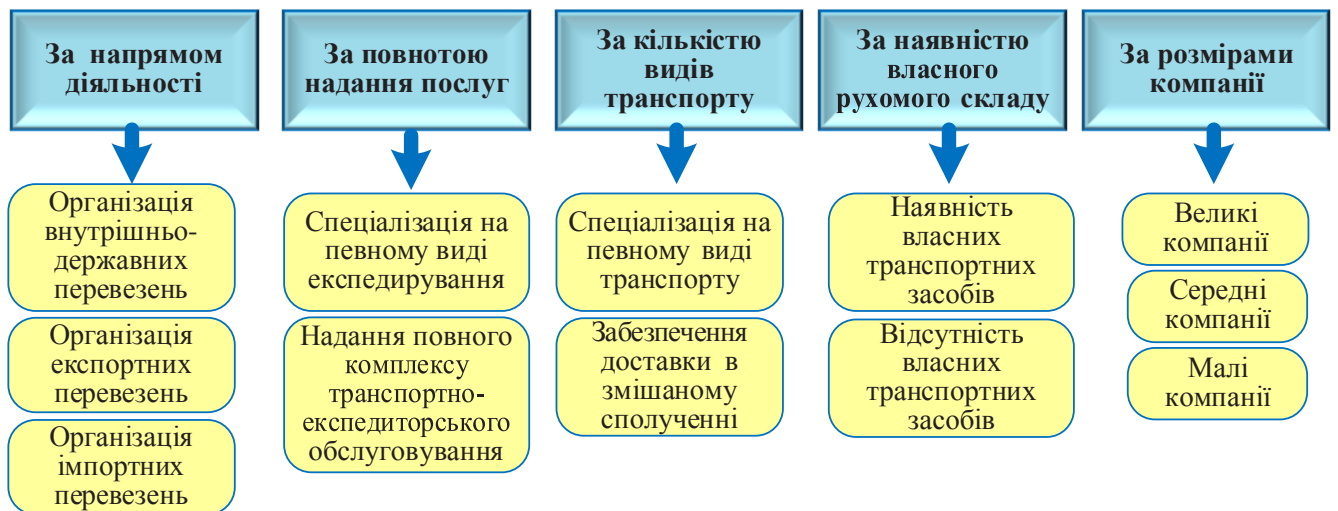 За напрямом
діяльності
Організація
внутрішньо-
державних
перевезень
Організація
експортних
перевезень
Організація
імпортних
перевезень
За повнотою
надання послуг
Спеціалізація на
певному виді
експедирування
Надання повного
комплексу
транспортно-
експедиторського
обслуговування
За кількістю
видів
транспорту
Спеціалізація на
певному виді
транспорту
Забезпечення
доставки в
змішаному
сполученні
За наявністю
власного
рухомого складу
Наявність
власних
транспортних
засобів
Відсутність
власних
транспортних
засобів
За розмірами
компанії
Великі
компанії
Середні
компанії
Малі
компанії